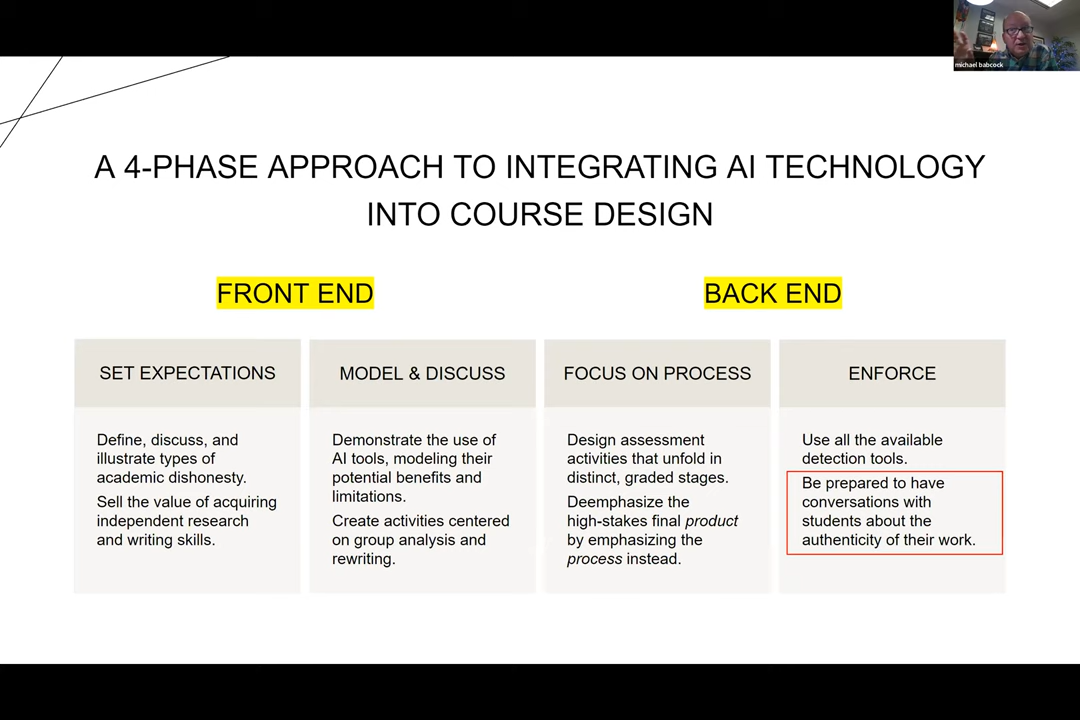 michael babcock
A 4-PHASE APPROACH TO INTEGRATING AI TECHNOLOGY
INTO COURSE DESIGN
FRONT END
BACK END
SET EXPECTATIONS
Define, discuss, and
illustrate types of
academic dishonesty.
Sell the value of acquiring
independent research
and writing skills.
MODEL & DISCUSS
Demonstrate the use of
AI tools, modeling their
potential benefits and
limitations.
Create activities centered
on group analysis and
rewriting.
FOCUS ON PROCESS
Design assessment
activities that unfold in
distinct, graded stages.
Deemphasize the
high-stakes final product
by emphasizing the
process instead.
ENFORCE
Use all the available
detection tools.
Be prepared to have
conversations with
students about the
authenticity of their work.